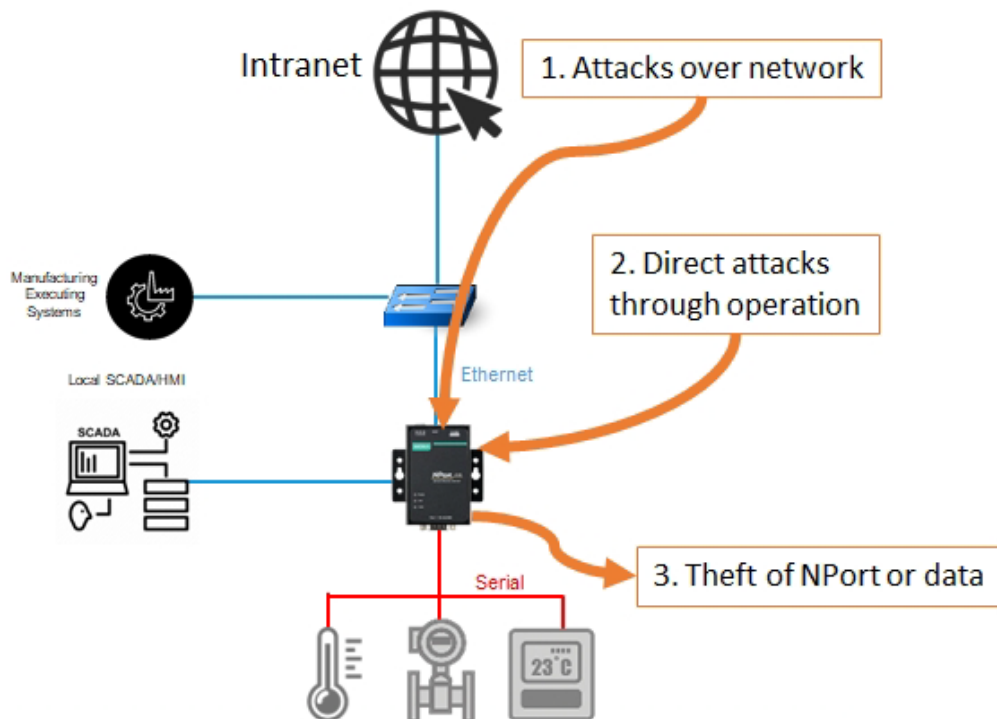 Intranet
1. Attacks over network
Manufacturing
Executing
Systems
2. Direct attacks
through operation
Ethernet
Local SCADA/HMI
SCADA
3. Theft of NPort or data
Serial
23°C